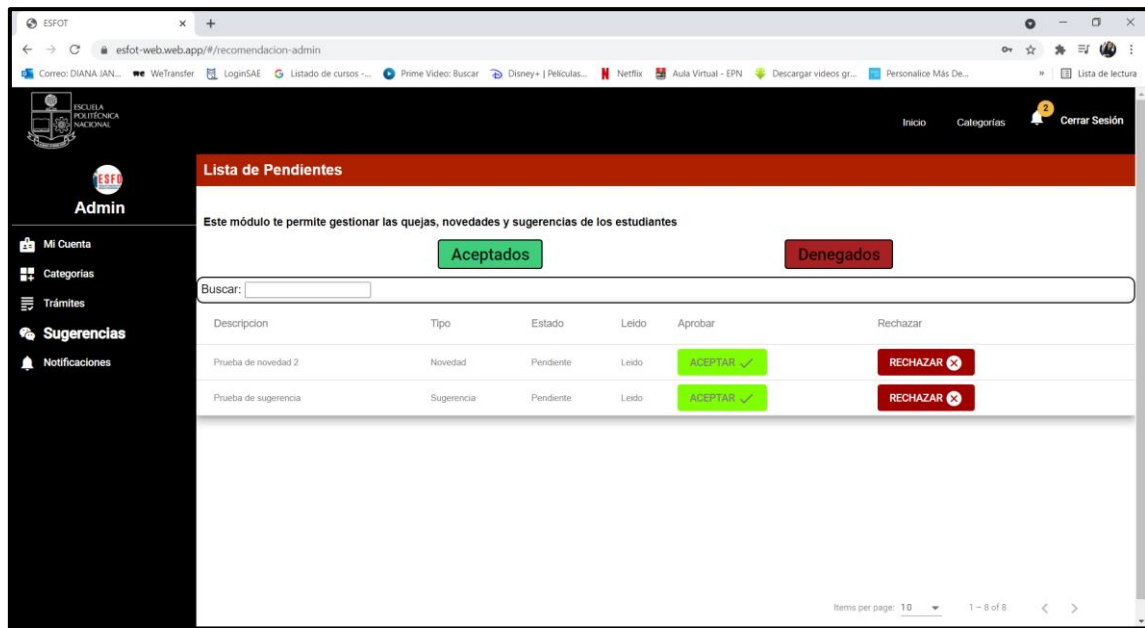 ESFOT
esfot-web.web.app/#/recomendacion-admin
Correo: DIANA JAN... WeTransfer LoginSAE Listado de cursos -... Prime Video: Buscar Disney+ | Películas... Netflix Aula Virtual - EPN Descargar videos gr... Personalice Más De... » Lista de lectura
ESCUELA
POLITÉCNICA
NACIONAL
Inicio Categorías 2 Cerrar Sesión
ESFO
Admin
Mi Cuenta
Categorias
Trámites
Sugerencias
Notificaciones
Lista de Pendientes
Este módulo te permite gestionar las quejas, novedades y sugerencias de los estudiantes
Aceptados Denegados
Buscar:
Descripcion Tipo Estado Leido Aprobar Rechazar
Prueba de novedad 2 Novedad Pendiente Leido ACEPTAR RECHAZAR
Prueba de sugerencia Sugerencia Pendiente Leido ACEPTAR RECHAZAR
Items per page: 10 1 – 8 of 8